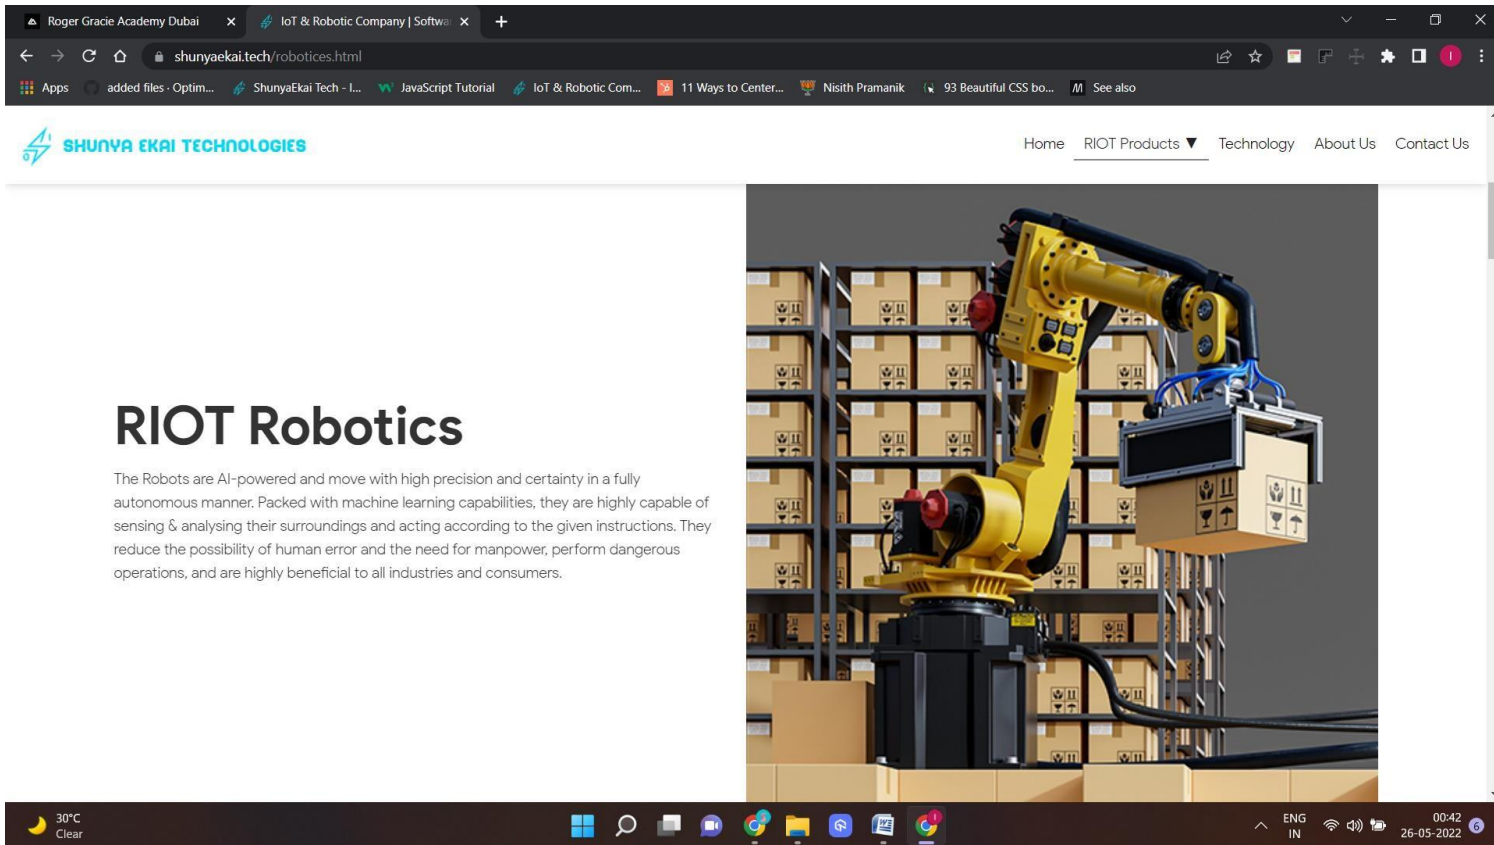 Roger Gracie Academy Dubai
IoT & Robotic Company | Softwar
shunyaekai.tech/robotices.html
Apps
added files · Optim...
ShunyaEkai Tech - I...
JavaScript Tutorial
IoT & Robotic Com...
11 Ways to Center...
Nisith Pramanik
93 Beautiful CSS bo...
See also
SHUNYA EKAI TECHNOLOGIES
Home
RIOT Products ▼
Technology
About Us
Contact Us
RIOT Robotics
The Robots are AI-powered and move with high precision and certainty in a fully
autonomous manner. Packed with machine learning capabilities, they are highly capable of
sensing & analysing their surroundings and acting according to the given instructions. They
reduce the possibility of human error and the need for manpower, perform dangerous
operations, and are highly beneficial to all industries and consumers.
30°C
Clear
ENG
IN
00:42
26-05-2022
6